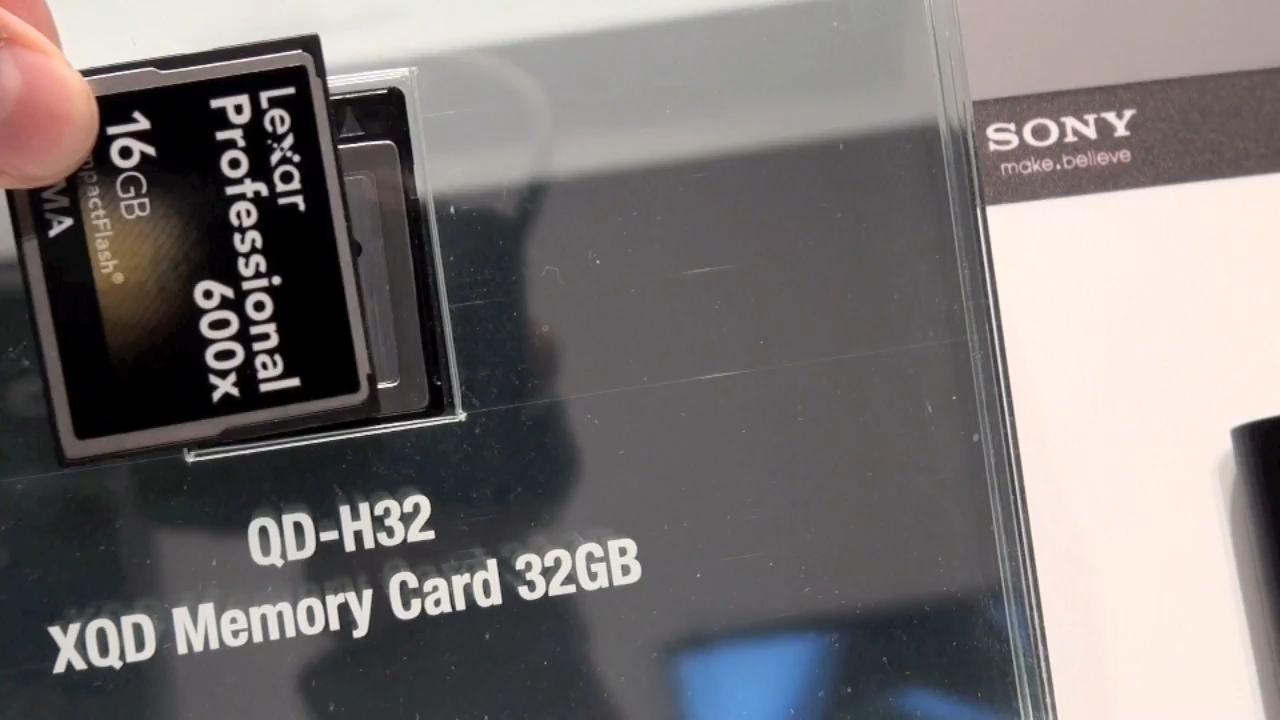 Lexar
Professional
600x
16GB
SONY
make.believe
QD-H32
XQD Memory Card 32GB